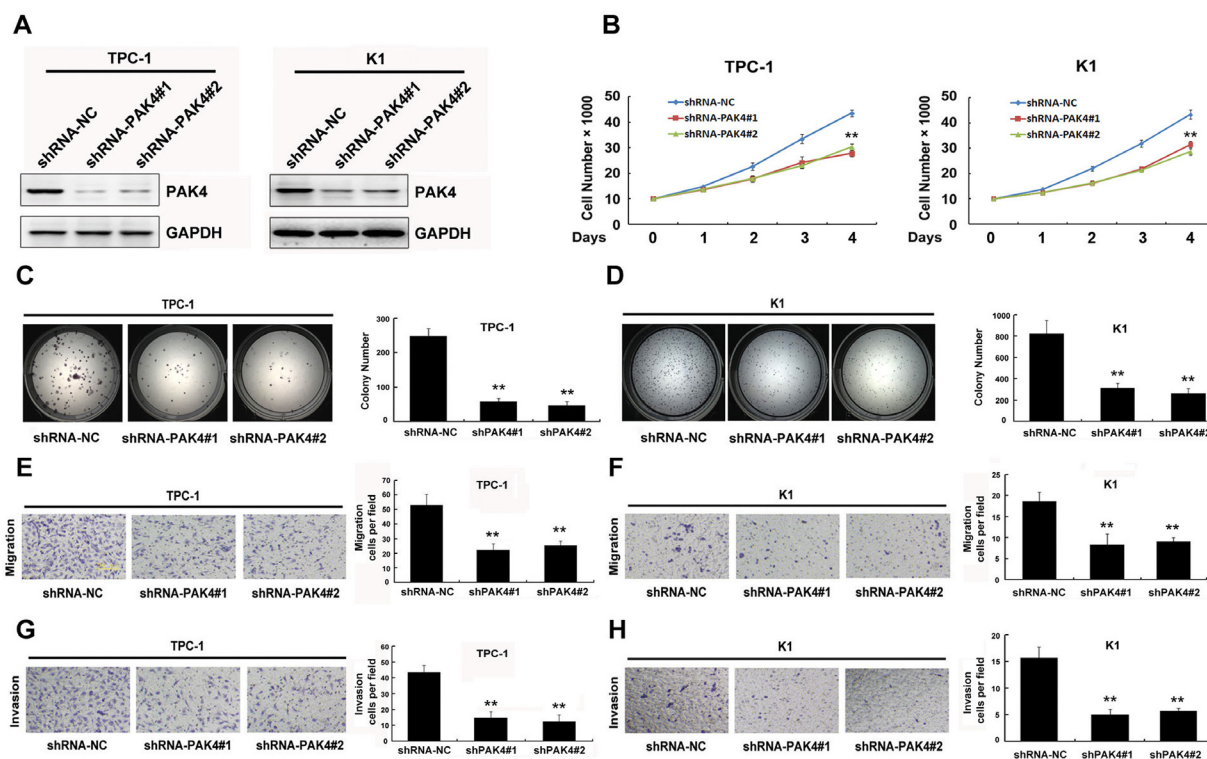 A
TPC-1
K1
shRNA-NC
shRNA-PAK4#1
shRNA-PAK4#2
shRNA-NC
shRNA-PAK4#1
shRNA-PAK4#2
PAK4
PAK4
GAPDH
GAPDH
B
TPC-1
K1
Cell Number × 1000
50
40
30
20
10
0
shRNA-NC
shRNA-PAK4#1
shRNA-PAK4#2
**
Days 0 1 2 3 4
Cell Number × 1000
50
40
30
20
10
0
shRNA-NC
shRNA-PAK4#1
shRNA-PAK4#2
**
Days 0 1 2 3 4
C
TPC-1
shRNA-NC shRNA-PAK4#1 shRNA-PAK4#2
TPC-1
Colony Number
300
200
100
0
** **
shRNA-NC shPAK4#1 shPAK4#2
D
K1
shRNA-NC shRNA-PAK4#1 shRNA-PAK4#2
K1
Colony Number
1000
800
600
400
200
0
** **
shRNA-NC shPAK4#1 shPAK4#2
E
TPC-1
Migration
shRNA-NC shRNA-PAK4#1 shRNA-PAK4#2
TPC-1
Migration
cells per field
70
60
50
40
30
20
10
0
** **
shRNA-NC shPAK4#1 shPAK4#2
F
K1
Migration
shRNA-NC shRNA-PAK4#1 shRNA-PAK4#2
K1
Migration
cells per field
25
20
15
10
5
0
** **
shRNA-NC shPAK4#1 shPAK4#2
G
TPC-1
Invasion
shRNA-NC shRNA-PAK4#1 shRNA-PAK4#2
TPC-1
Invasion
cells per field
60
50
40
30
20
10
0
** **
shRNA-NC shPAK4#1 shPAK4#2
H
K1
Invasion
shRNA-NC shRNA-PAK4#1 shRNA-PAK4#2
K1
Invasion
cells per field
20
15
10
5
0
** **
shRNA-NC shPAK4#1 shPAK4#2